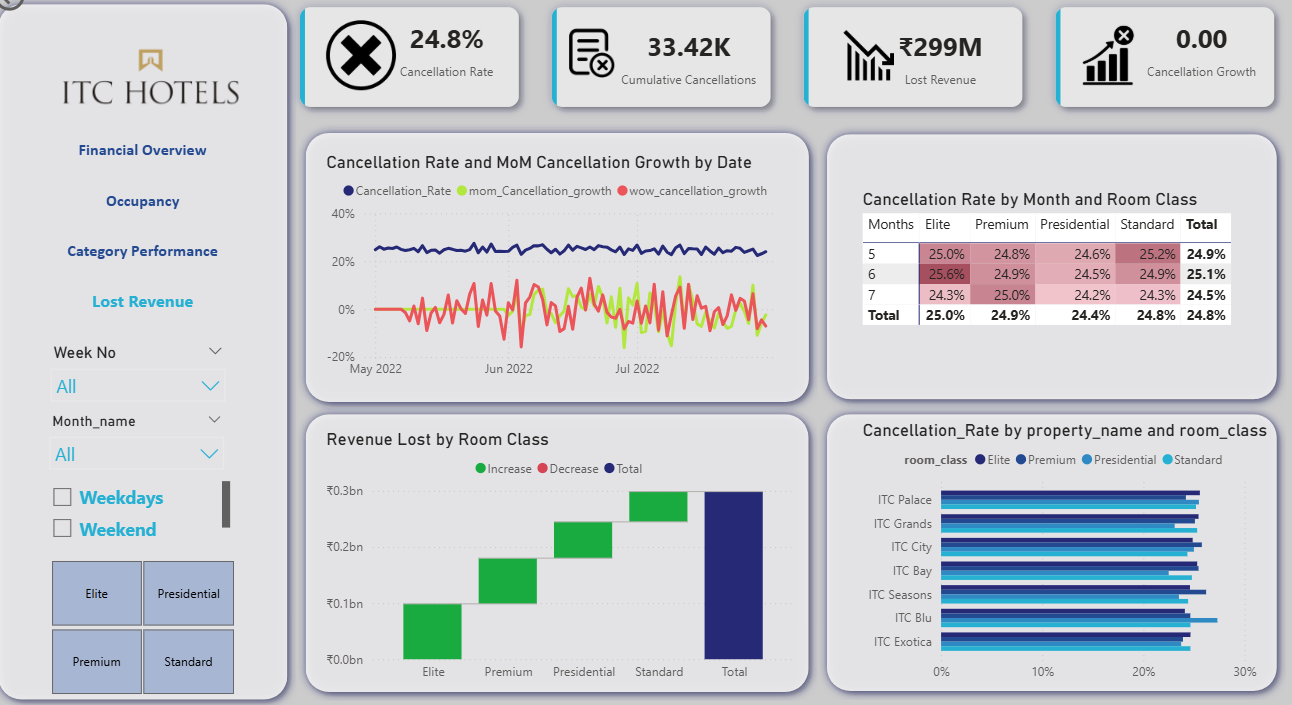 ITC HOTELS
Financial Overview
Occupancy
Category Performance
Lost Revenue
Week No
All
Month_name
All
Weekdays
Weekend
Elite Presidential
Premium Standard
24.8%
Cancellation Rate
33.42K
Cumulative Cancellations
₹299M
Lost Revenue
0.00
Cancellation Growth
Cancellation Rate and MoM Cancellation Growth by Date
Cancellation_Rate mom_Cancellation_growth wow_cancellation_growth
40%
20%
0%
-20%
May 2022 Jun 2022 Jul 2022
Cancellation Rate by Month and Room Class
Months Elite Premium Presidential Standard Total
5 25.0% 24.8% 24.6% 25.2% 24.9%
6 25.6% 24.9% 24.5% 24.9% 25.1%
7 24.3% 25.0% 24.2% 24.3% 24.5%
Total 25.0% 24.9% 24.4% 24.8% 24.8%
Revenue Lost by Room Class
Increase Decrease Total
₹0.3bn
₹0.2bn
₹0.1bn
₹0.0bn
Elite Premium Presidential Standard Total
Cancellation_Rate by property_name and room_class
room_class Elite Premium Presidential Standard
ITC Palace
ITC Grands
ITC City
ITC Bay
ITC Seasons
ITC Blu
ITC Exotica
0% 10% 20% 30%